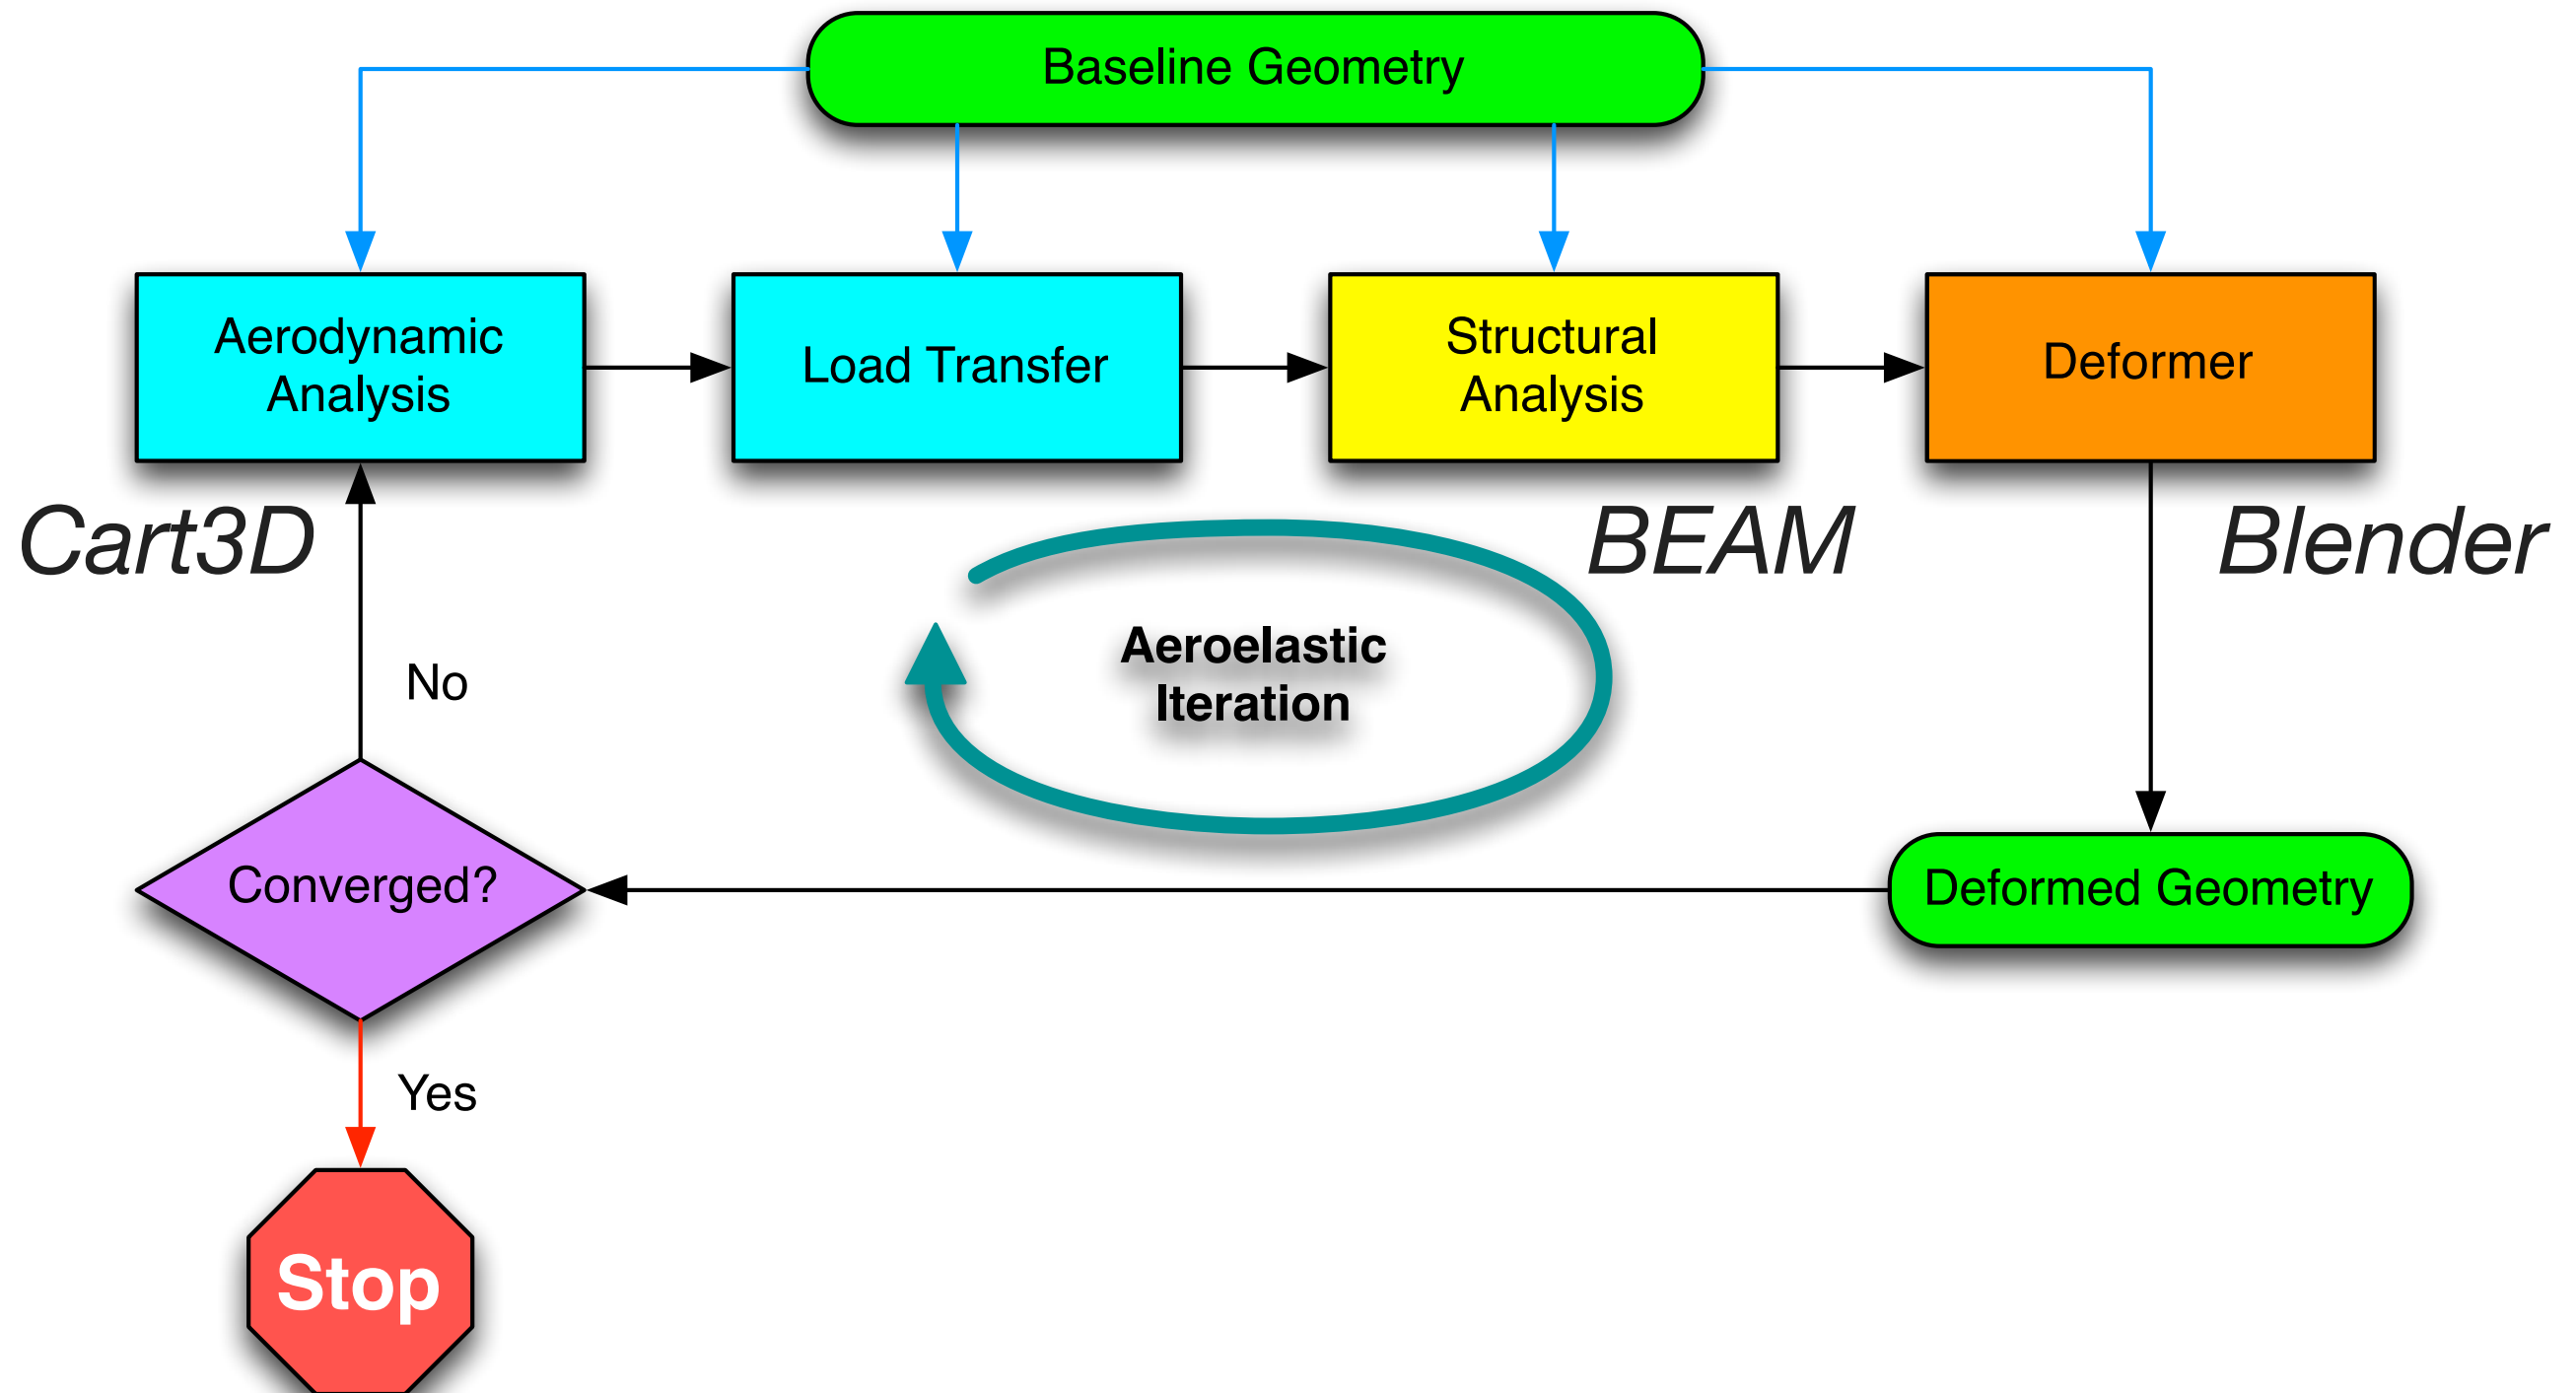 Baseline Geometry
Aerodynamic
Analysis
Load Transfer
Structural
Analysis
Deformer
Cart3D
BEAM
Blender
Aeroelastic
Iteration
No
Converged?
Deformed Geometry
Yes
Stop